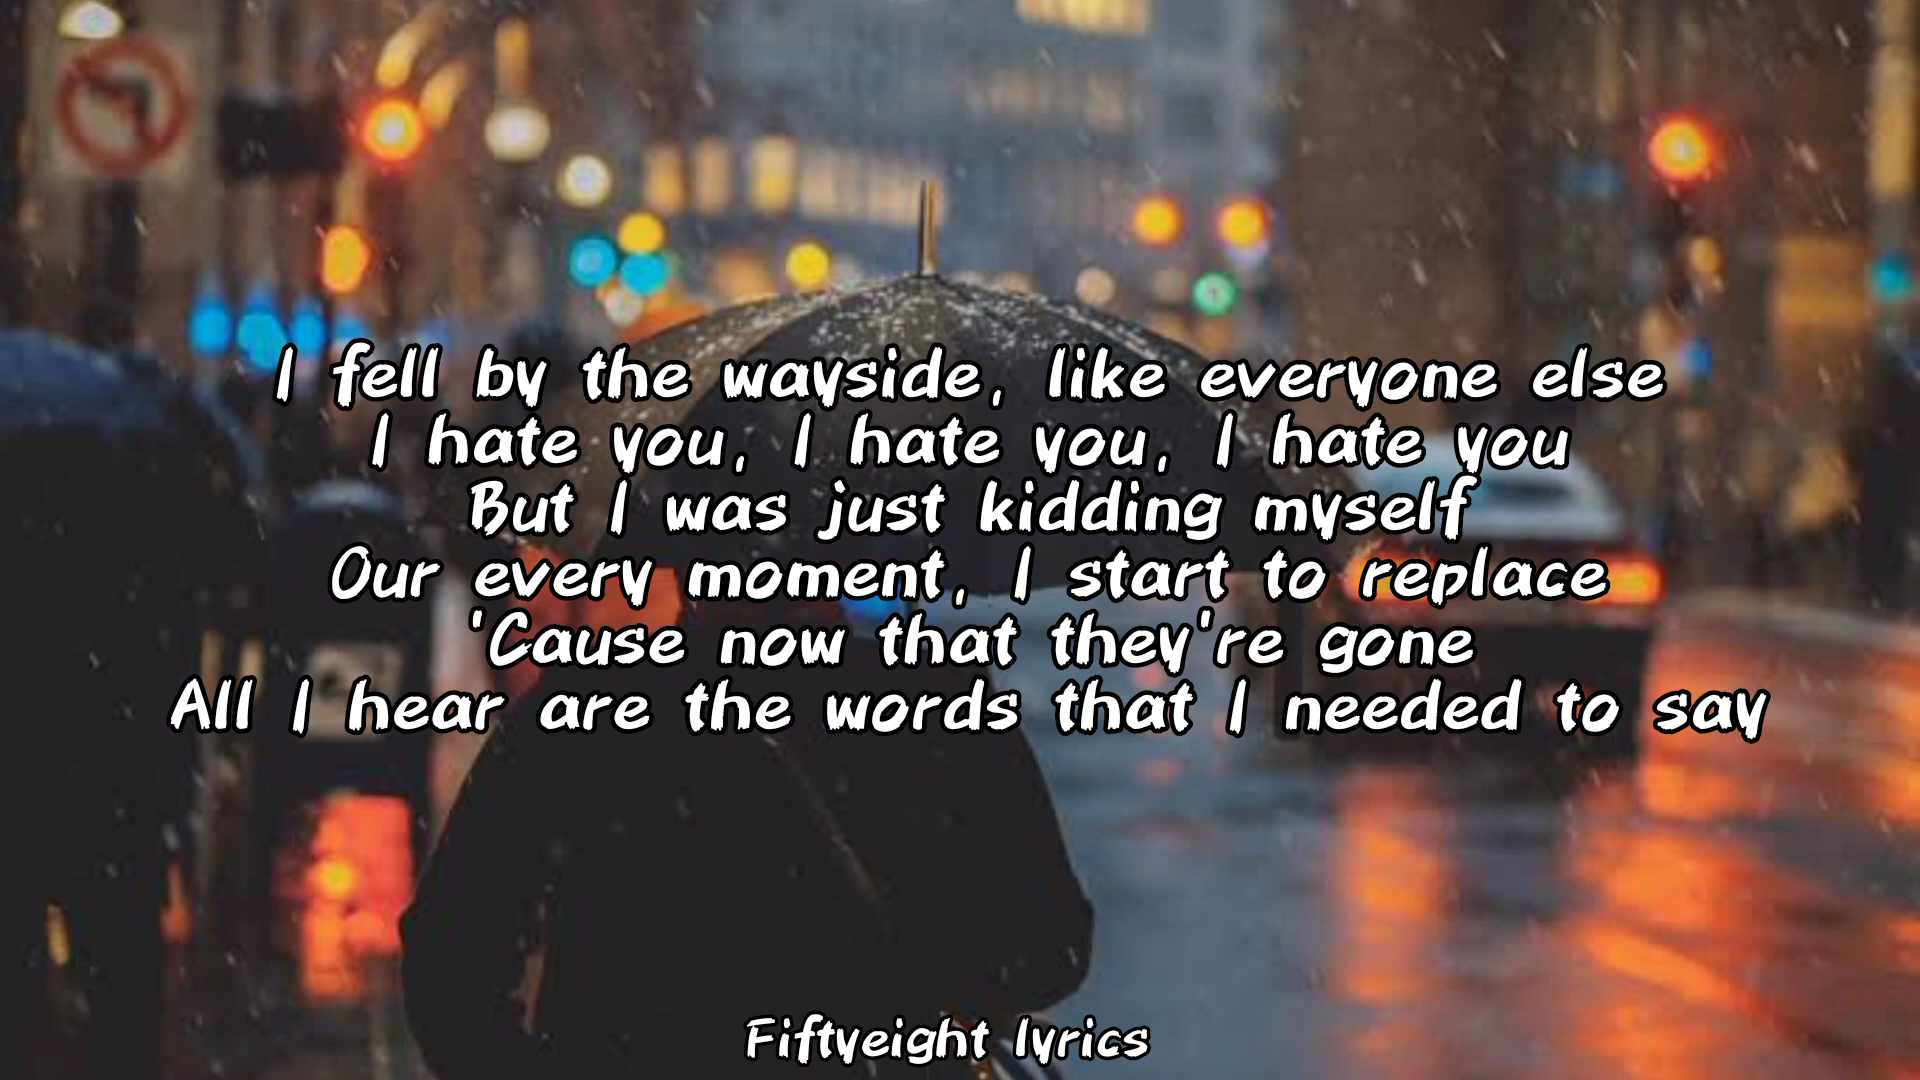 I fell by the wayside, like everyone else
I hate you, I hate you, I hate you
But I was just kidding myself
Our every moment, I start to replace
'Cause now that they're gone
All I hear are the words that I needed to say
Fiftyeight lyrics